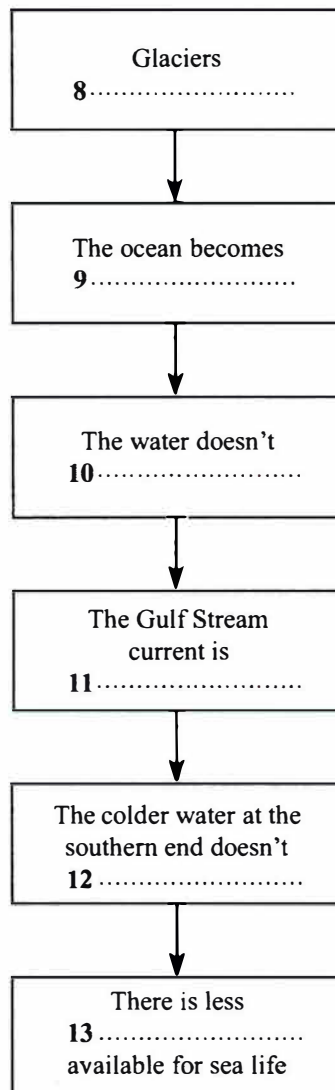 Glaciers
8..........................
The ocean becomes
9...........................
The water doesn't
10..........................
The Gulf Stream
current is
11..........................
The colder water at the
southern end doesn't
12 ..........................
There is less
13 ..........................
available for sea life